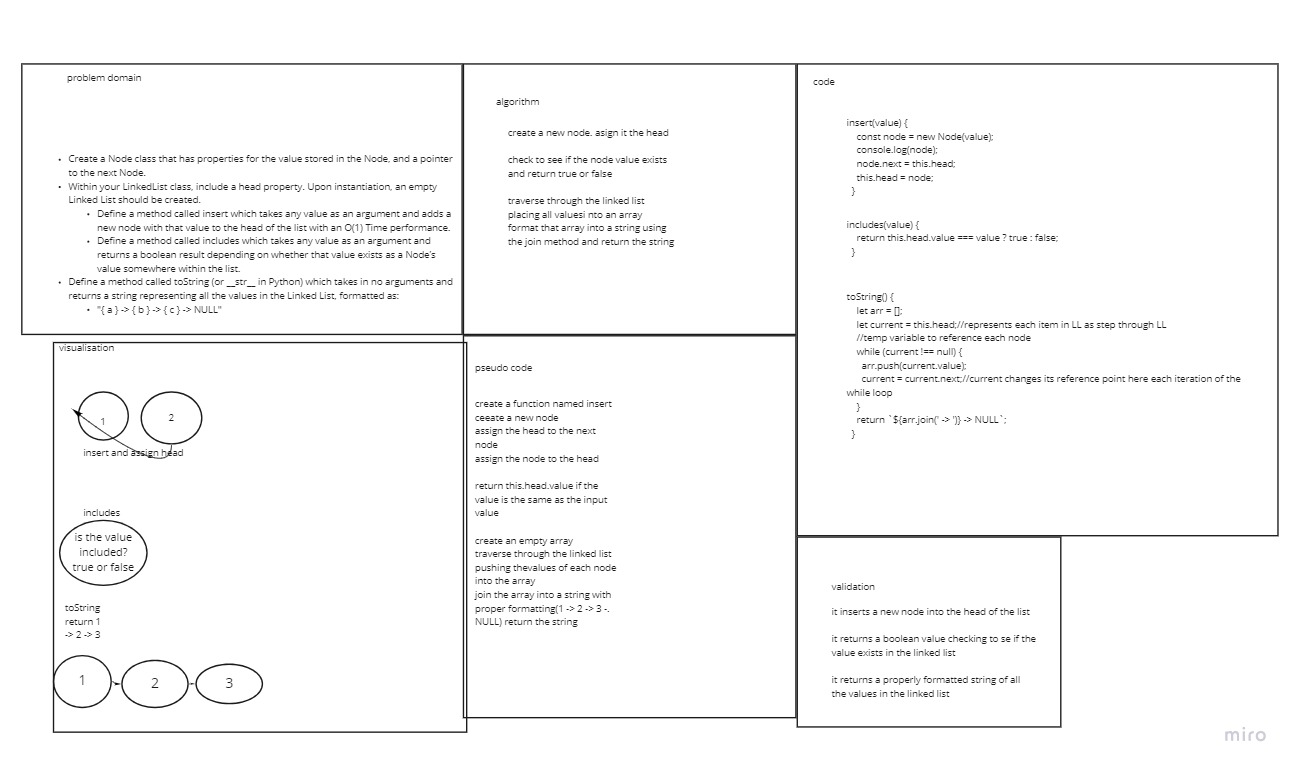 problem domain
• Create a Node class that has properties for the value stored in the Node, and a pointer
to the next Node.
• Within your LinkedList class, include a head property. Upon instantiation, an empty
Linked List should be created.
• Define a method called insert which takes any value as an argument and adds a
new node with that value to the head of the list with an O(1) Time performance.
• Define a method called includes which takes any value as an argument and
returns a boolean result depending on whether that value exists as a Node's
value somewhere within the list.
• Define a method called toString (or __str__ in Python) which takes in no arguments and
returns a string representing all the values in the Linked List, formatted as:
• "{ a } -> { b } -> { c } -> NULL"
algorithm
create a new node. asign it the head
check to see if the node value exists
and return true or false
traverse through the linked list
placing all valuesi nto an array
format that array into a string using
the join method and return the string
code
insert(value) {
const node = new Node(value);
console.log(node);
node.next = this.head;
this.head = node;
}
includes(value) {
return this.head.value === value ? true : false;
}
toString() {
let arr = [];
let current = this.head;//represents each item in LL as step through LL
//temp variable to reference each node
while (current !== null) {
arr.push(current.value);
current = current.next;//current changes its reference point here each iteration of the
while loop
}
return `${arr.join(' -> ')} -> NULL`;
}
visualisation
1
2
insert and assign head
includes
is the value
included?
true or false
toString
return 1
-> 2 -> 3
1
2
3
pseudo code
create a function named insert
ceeate a new node
assign the head to the next
node
assign the node to the head
return this.head.value if the
value is the same as the input
value
create an empty array
traverse through the linked list
pushing thevalues of each node
into the array
join the array into a string with
proper formatting(1 -> 2 -> 3 -.
NULL) return the string
validation
it inserts a new node into the head of the list
it returns a boolean value checking to se if the
value exists in the linked list
it returns a properly formatted string of all
the values in the linked list
miro